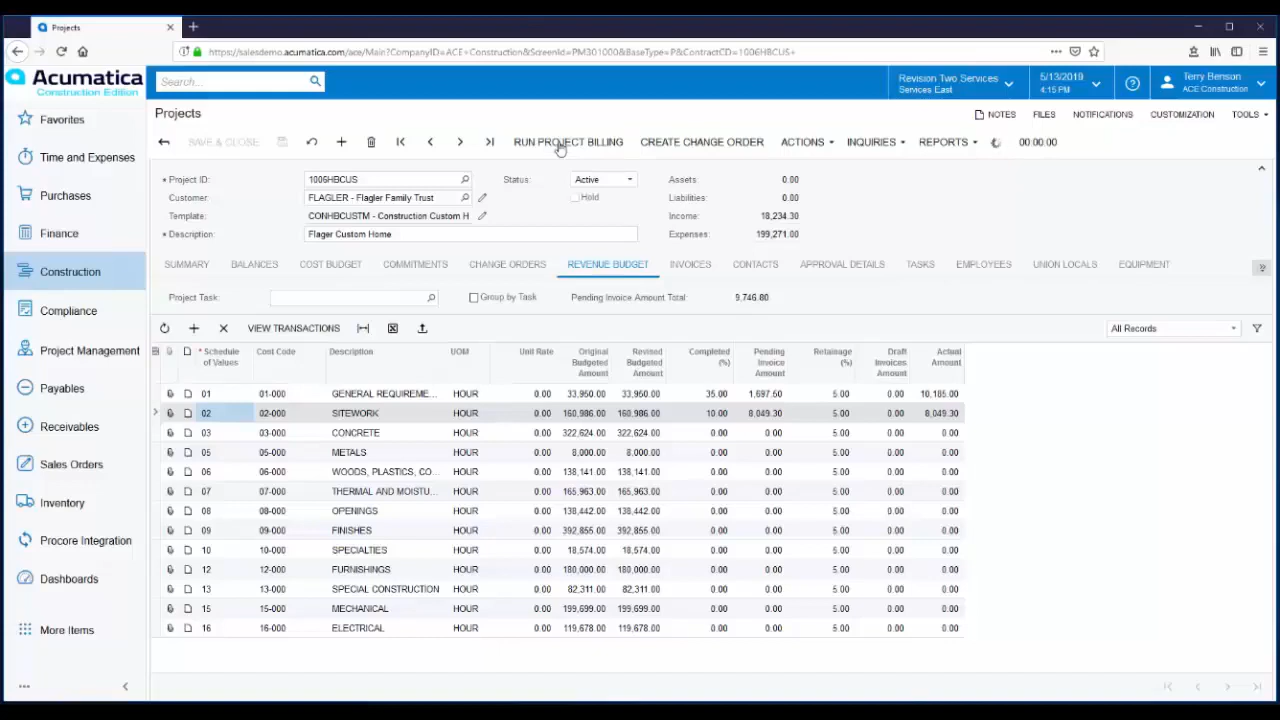 Projects
https://salesdemo.acumatica.com/ace/Main?CompanyID=ACE+Construction&ScreenId=PM301000&BaseType=P&ContractCD=1006HBCUS+
Acumatica
Construction Edition
Search...
Revision Two Services
Services East
5/13/2019
4:15 PM
Terry Benson
ACE Construction
Favorites
Time and Expenses
Purchases
Finance
Construction
Compliance
Project Management
Payables
Receivables
Sales Orders
Inventory
Procore Integration
Dashboards
More Items
Projects
NOTES FILES NOTIFICATIONS CUSTOMIZATION TOOLS
SAVE & CLOSE RUN PROJECT BILLING CREATE CHANGE ORDER ACTIONS INQUIRIES REPORTS 00:00:00
* Project ID: 1006HBCUS Status: Active Assets: 0.00
Customer: FLAGLER - Flagler Family Trust Hold Liabilities: 0.00
Template: CONHBCUSTM - Construction Custom H Income: 18,234.30
* Description: Flager Custom Home Expenses: 199,271.00
SUMMARY BALANCES COST BUDGET COMMITMENTS CHANGE ORDERS REVENUE BUDGET INVOICES CONTACTS APPROVAL DETAILS TASKS EMPLOYEES UNION LOCALS EQUIPMENT
Project Task: Group by Task Pending Invoice Amount Total: 9,746.80
VIEW TRANSACTIONS All Records
* Schedule of Values Cost Code Description UOM Unit Rate Original Budgeted Amount Revised Budgeted Amount Completed (%) Pending Invoice Amount Retainage (%) Draft Invoices Amount Actual Amount
01 01-000 GENERAL REQUIREME... HOUR 0.00 33,950.00 33,950.00 35.00 1,697.50 5.00 0.00 10,185.00
02 02-000 SITEWORK HOUR 0.00 160,986.00 160,986.00 10.00 8,049.30 5.00 0.00 8,049.30
03 03-000 CONCRETE HOUR 0.00 322,624.00 322,624.00 0.00 0.00 5.00 0.00 0.00
05 05-000 METALS HOUR 0.00 8,000.00 8,000.00 0.00 0.00 5.00 0.00 0.00
06 06-000 WOODS, PLASTICS, CO... HOUR 0.00 138,141.00 138,141.00 0.00 0.00 5.00 0.00 0.00
07 07-000 THERMAL AND MOISTU... HOUR 0.00 165,963.00 165,963.00 0.00 0.00 5.00 0.00 0.00
08 08-000 OPENINGS HOUR 0.00 138,442.00 138,442.00 0.00 0.00 5.00 0.00 0.00
09 09-000 FINISHES HOUR 0.00 392,855.00 392,855.00 0.00 0.00 5.00 0.00 0.00
10 10-000 SPECIALTIES HOUR 0.00 18,574.00 18,574.00 0.00 0.00 5.00 0.00 0.00
12 12-000 FURNISHINGS HOUR 0.00 180,000.00 180,000.00 0.00 0.00 5.00 0.00 0.00
13 13-000 SPECIAL CONSTRUCTION HOUR 0.00 82,311.00 82,311.00 0.00 0.00 5.00 0.00 0.00
15 15-000 MECHANICAL HOUR 0.00 199,699.00 199,699.00 0.00 0.00 5.00 0.00 0.00
16 16-000 ELECTRICAL HOUR 0.00 119,678.00 119,678.00 0.00 0.00 5.00 0.00 0.00